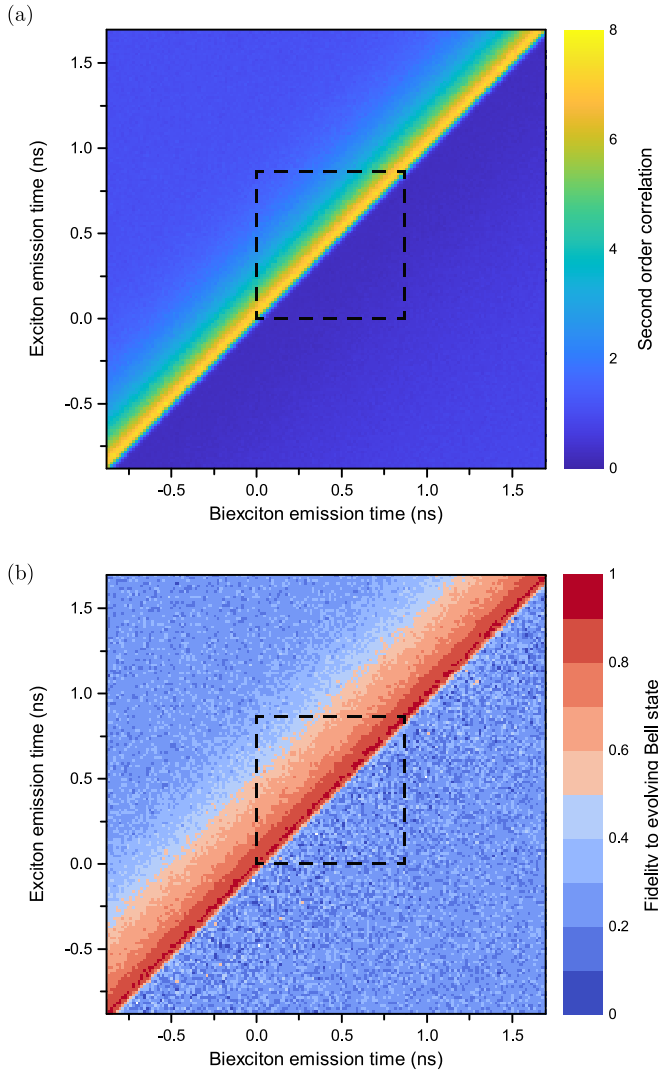 (a)
8
6
4
2
0
Second order correlation
1.5
1.0
0.5
0.0
-0.5
Exciton emission time (ns)
-0.5 0.0 0.5 1.0 1.5
Biexciton emission time (ns)
(b)
1
0.8
0.6
0.4
0.2
0
Fidelity to evolving Bell state
1.5
1.0
0.5
0.0
-0.5
Exciton emission time (ns)
-0.5 0.0 0.5 1.0 1.5
Biexciton emission time (ns)